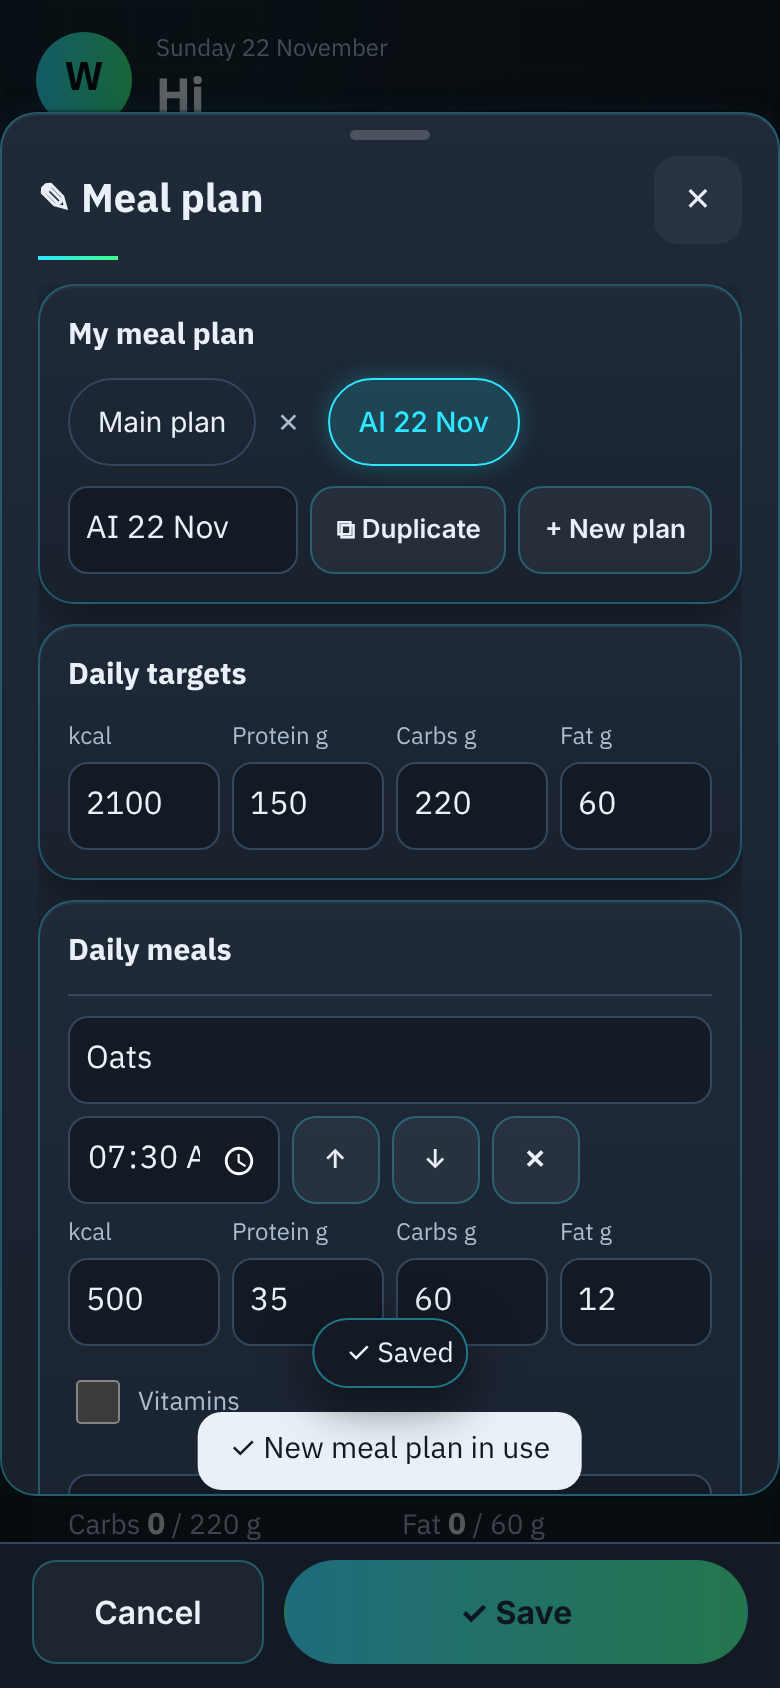 W
Sunday 22 November
Hi
✎ Meal plan
✕
My meal plan
Main plan ✕ AI 22 Nov
AI 22 Nov
⧉ Duplicate
+ New plan
Daily targets
kcal Protein g Carbs g Fat g
2100 150 220 60
Daily meals
Oats
07:30 A
↑ ↓ ✕
kcal Protein g Carbs g Fat g
500 35 60 12
✓ Saved
Vitamins
✓ New meal plan in use
Carbs 0 / 220 g Fat 0 / 60 g
Cancel
✓ Save